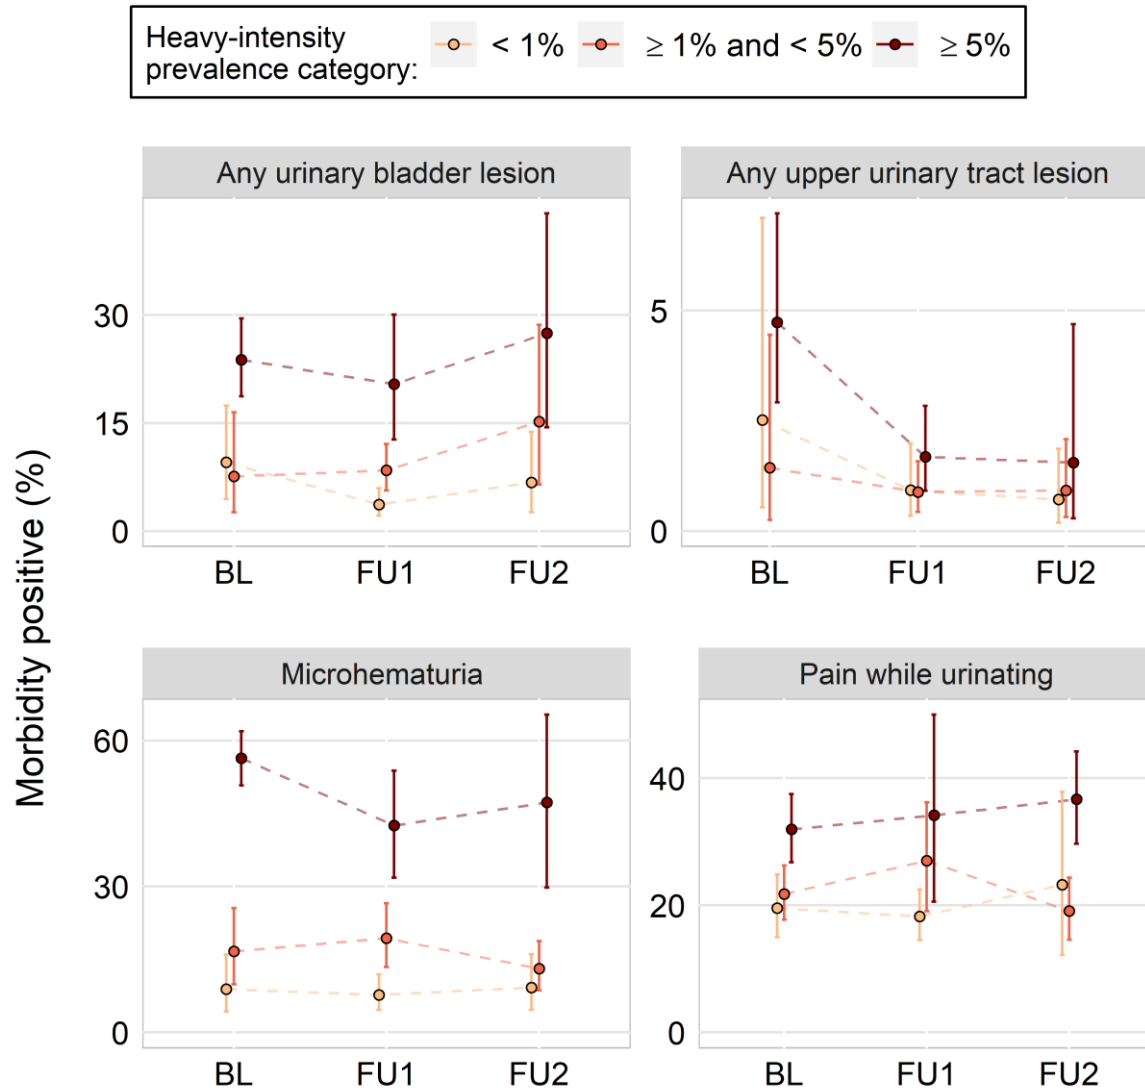 Heavy-intensity
prevalence category:
< 1%
≥ 1% and < 5%
≥ 5%
Morbidity positive (%)
Any urinary bladder lesion
30
15
0
BL FU1 FU2
Any upper urinary tract lesion
5
0
BL FU1 FU2
Microhematuria
60
30
0
BL FU1 FU2
Pain while urinating
40
20
0
BL FU1 FU2